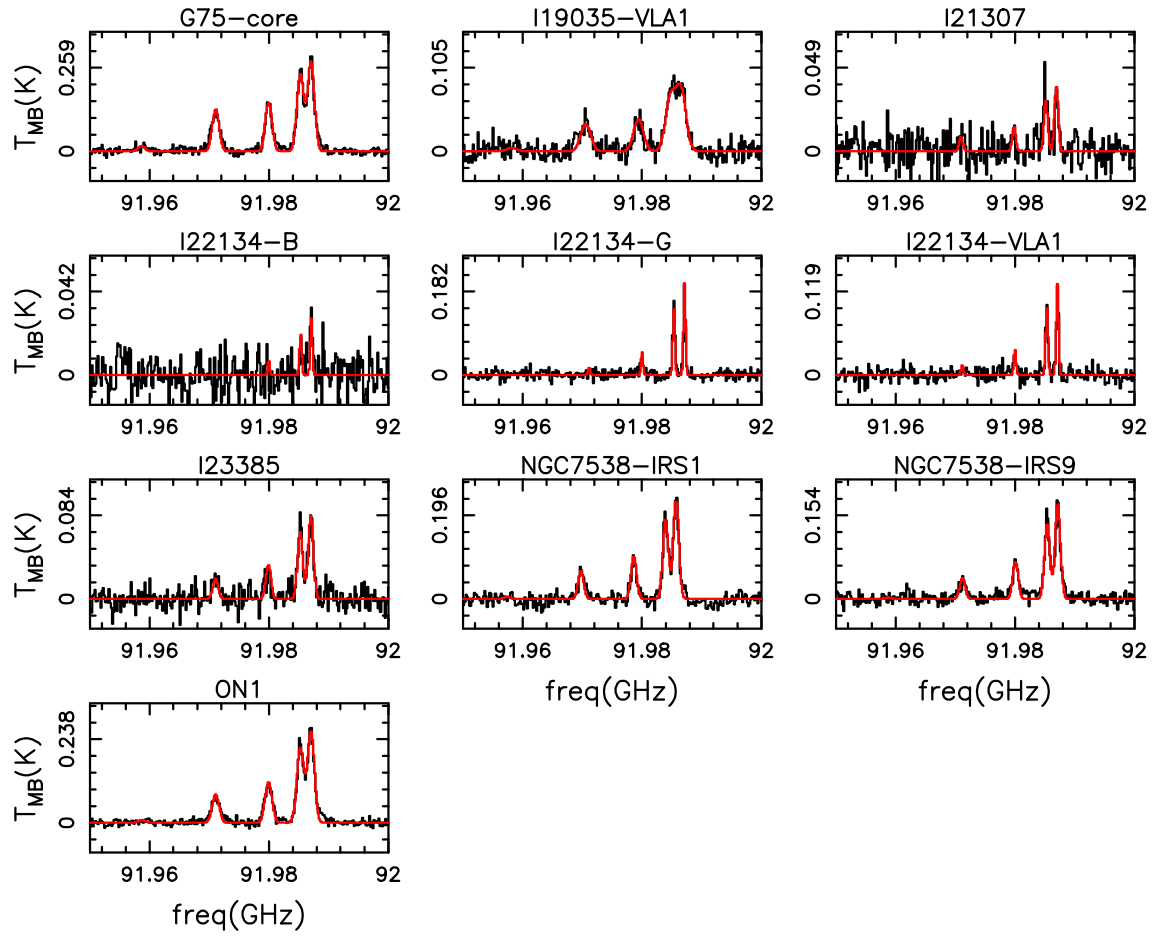 G75-core I19035-VLA1 I21307
T_MB(K) 0.259 0 0.105 0 0.049 0
91.96 91.98 92 91.96 91.98 92 91.96 91.98 92
I22134-B I22134-G I22134-VLA1
T_MB(K) 0.042 0 0.182 0 0.119 0
91.96 91.98 92 91.96 91.98 92 91.96 91.98 92
I23385 NGC7538-IRS1 NGC7538-IRS9
T_MB(K) 0.084 0 0.196 0 0.154 0
91.96 91.98 92 91.96 91.98 92 91.96 91.98 92
freq(GHz) freq(GHz)
ON1
T_MB(K) 0.238 0
91.96 91.98 92
freq(GHz)